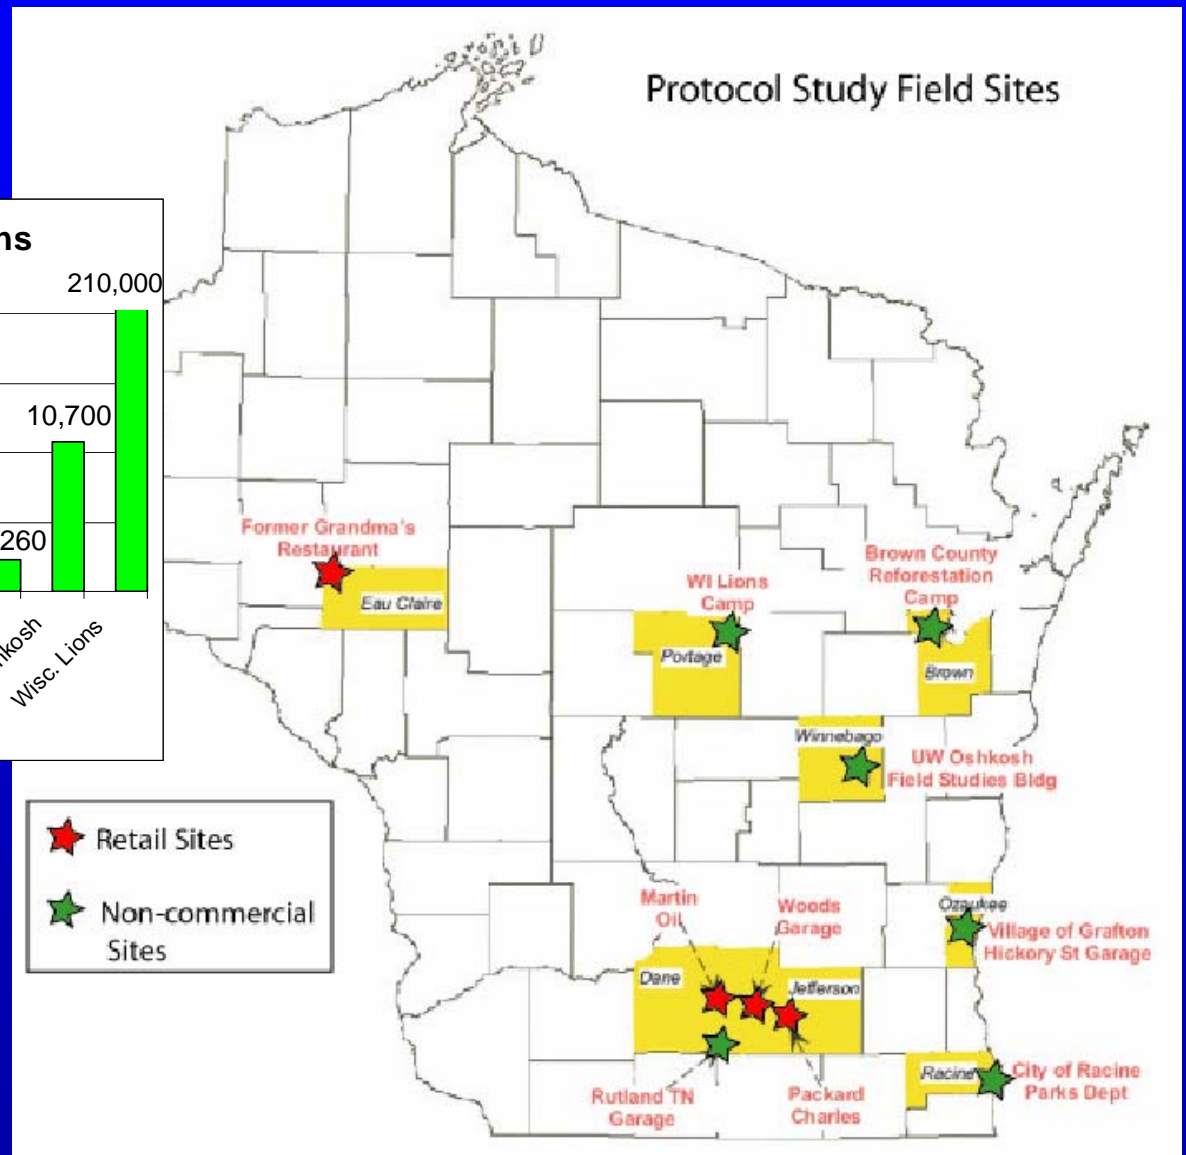 Protocol Study Field Sites
ns
210,000
10,700
260
hkosh
Wisc. Lions
Former Grandma's
Restaurant
Eau Claire
WI Lions
Camp
Portage
Brown County
Reforestation
Camp
Brown
Winnebago
UW Oshkosh
Field Studies Bldg
Retail Sites
Non-commercial
Sites
Martin
Oil
Woods
Garage
Ozaukee
Village of Grafton
Hickory St Garage
Dane
Jefferson
Rutland TN
Garage
Packard
Charles
Racine
City of Racine
Parks Dept